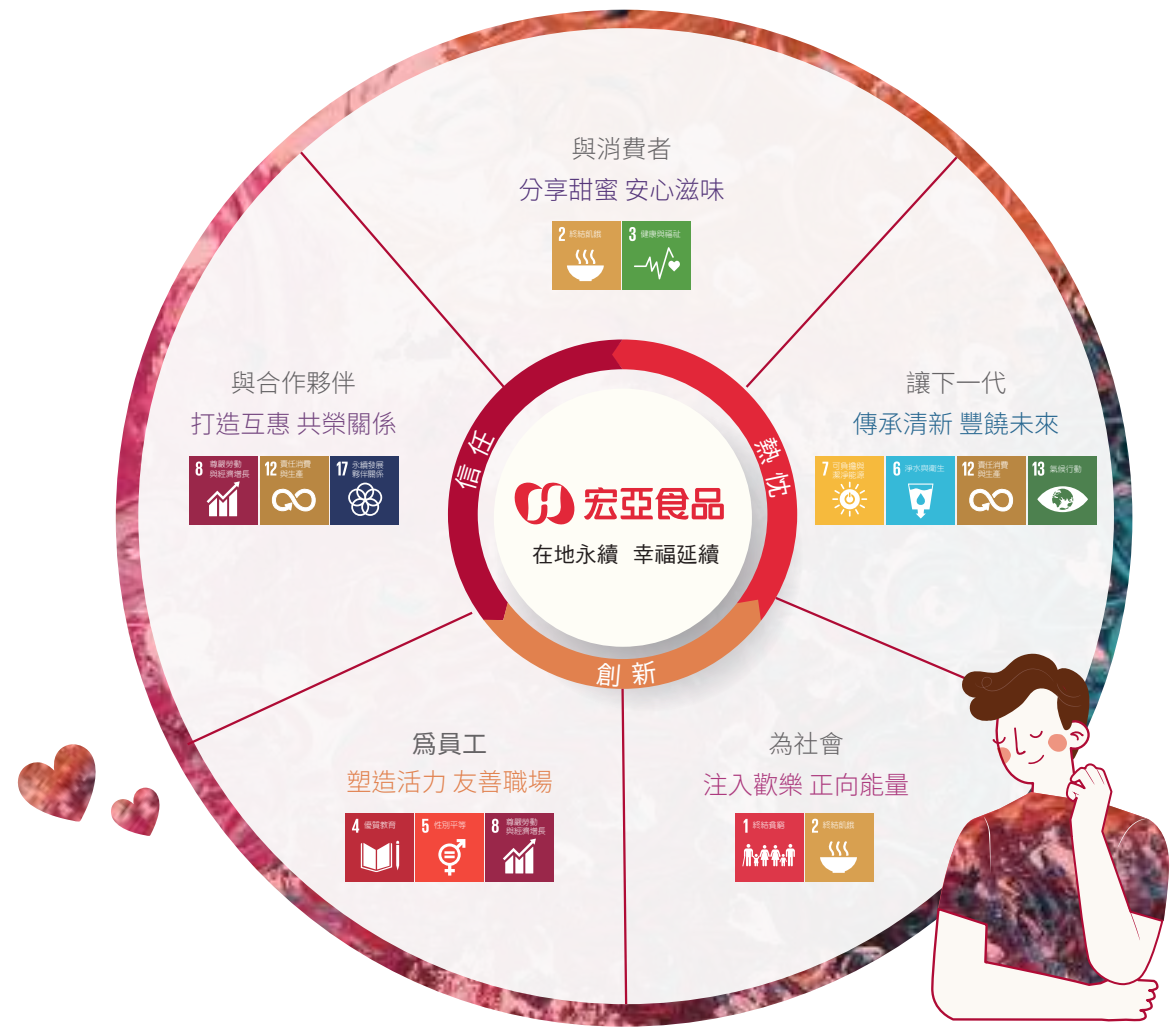 與消費者
分享甜蜜 安心滋味
2 終結飢餓
3 健康與福祉
與合作夥伴
打造互惠 共榮關係
8 尊嚴勞動
與經濟增長
12 責任消費
與生產
17 永續發展
夥伴關係
讓下一代
傳承清新 豐饒未來
7 可負擔與
潔淨能源
6 淨水與衛生
12 責任消費
與生產
13 氣候行動
信任
熱忱
創新
宏亞食品
在地永續 幸福延續
爲員工
塑造活力 友善職場
4 優質教育
5 性別平等
8 尊嚴勞動
與經濟增長
為社會
注入歡樂 正向能量
1 終結貧窮
2 終結飢餓